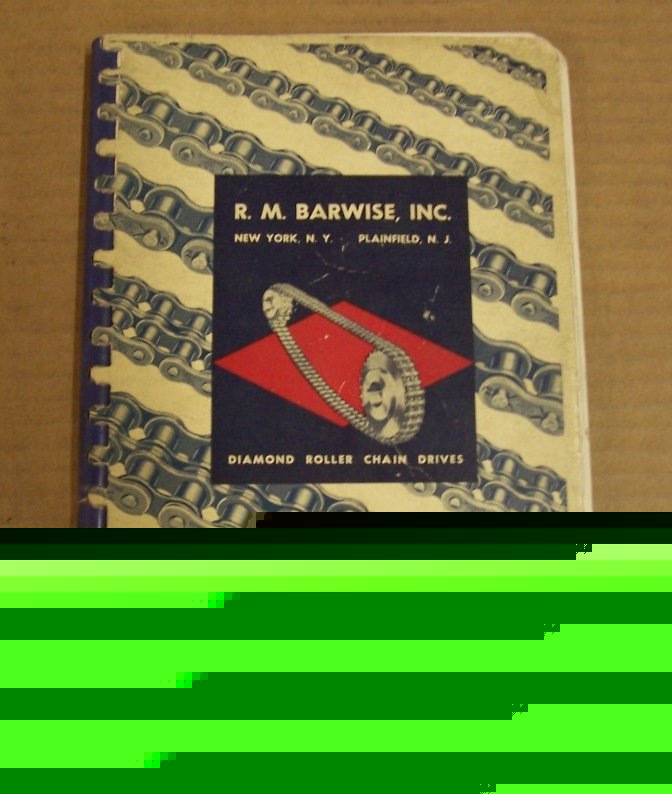 R. M. BARWISE, INC.
NEW YORK, N. Y. PLAINFIELD, N. J.
DIAMOND ROLLER CHAIN DRIVES